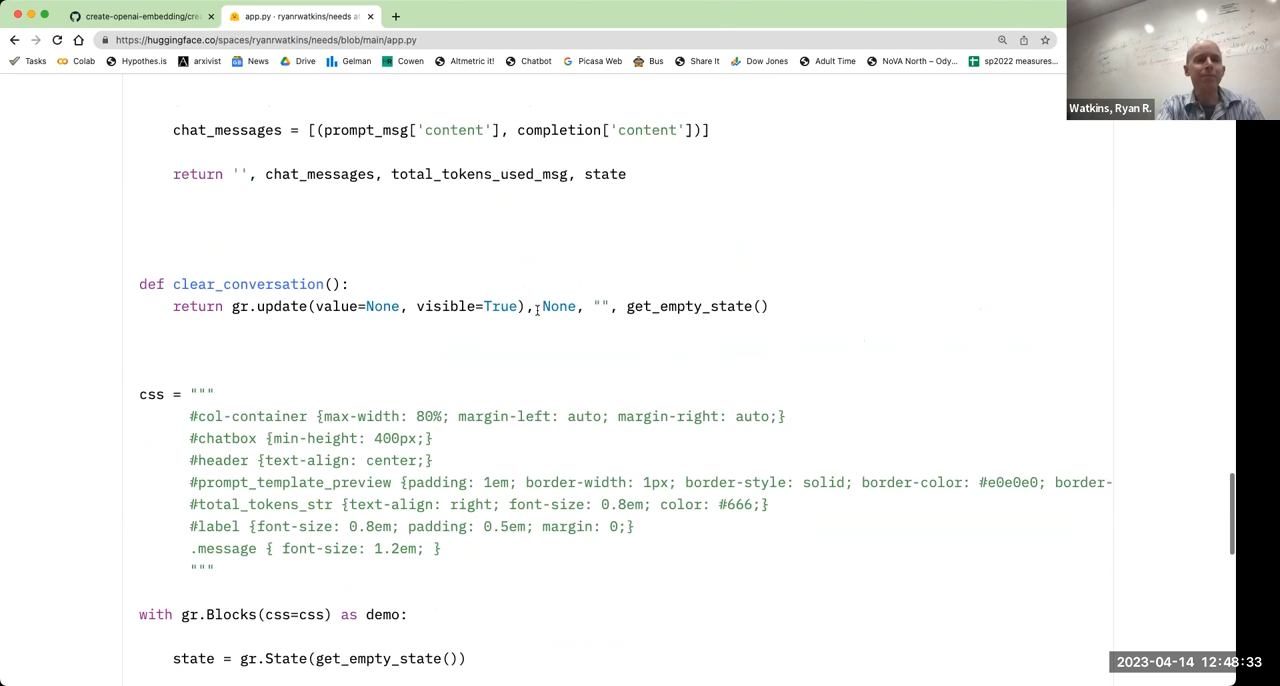 create-openai-embedding/crea
app.py · ryanrwatkins/needs at
https://huggingface.co/spaces/ryanrwatkins/needs/blob/main/app.py
Tasks
Colab
Hypothes.is
arxivist
News
Drive
Gelman
Cowen
Altmetric it!
Chatbot
Picasa Web
Bus
Share It
Dow Jones
Adult Time
NoVA North – Ody...
sp2022 measures...
Watkins, Ryan R.
chat_messages = [(prompt_msg['content'], completion['content'])]
return '', chat_messages, total_tokens_used_msg, state
def clear_conversation():
return gr.update(value=None, visible=True), None, "", get_empty_state()
css = """
#col-container {max-width: 80%; margin-left: auto; margin-right: auto;}
#chatbox {min-height: 400px;}
#header {text-align: center;}
#prompt_template_preview {padding: 1em; border-width: 1px; border-style: solid; border-color: #e0e0e0; border-
#total_tokens_str {text-align: right; font-size: 0.8em; color: #666;}
#label {font-size: 0.8em; padding: 0.5em; margin: 0;}
.message { font-size: 1.2em; }
"""
with gr.Blocks(css=css) as demo:
state = gr.State(get_empty_state())
2023-04-14 12:48:33